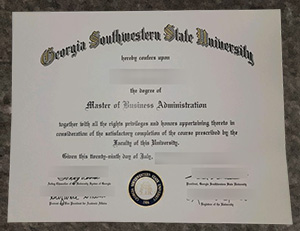 Georgia Southwestern State University
hereby confers upon
the degree of
Master of Business Administration
together with all the rights privileges and honors appertaining thereto in
consideration of the satisfactory completion of the course prescribed by the
Faculty of this University.
Given this twenty-ninth day of July,